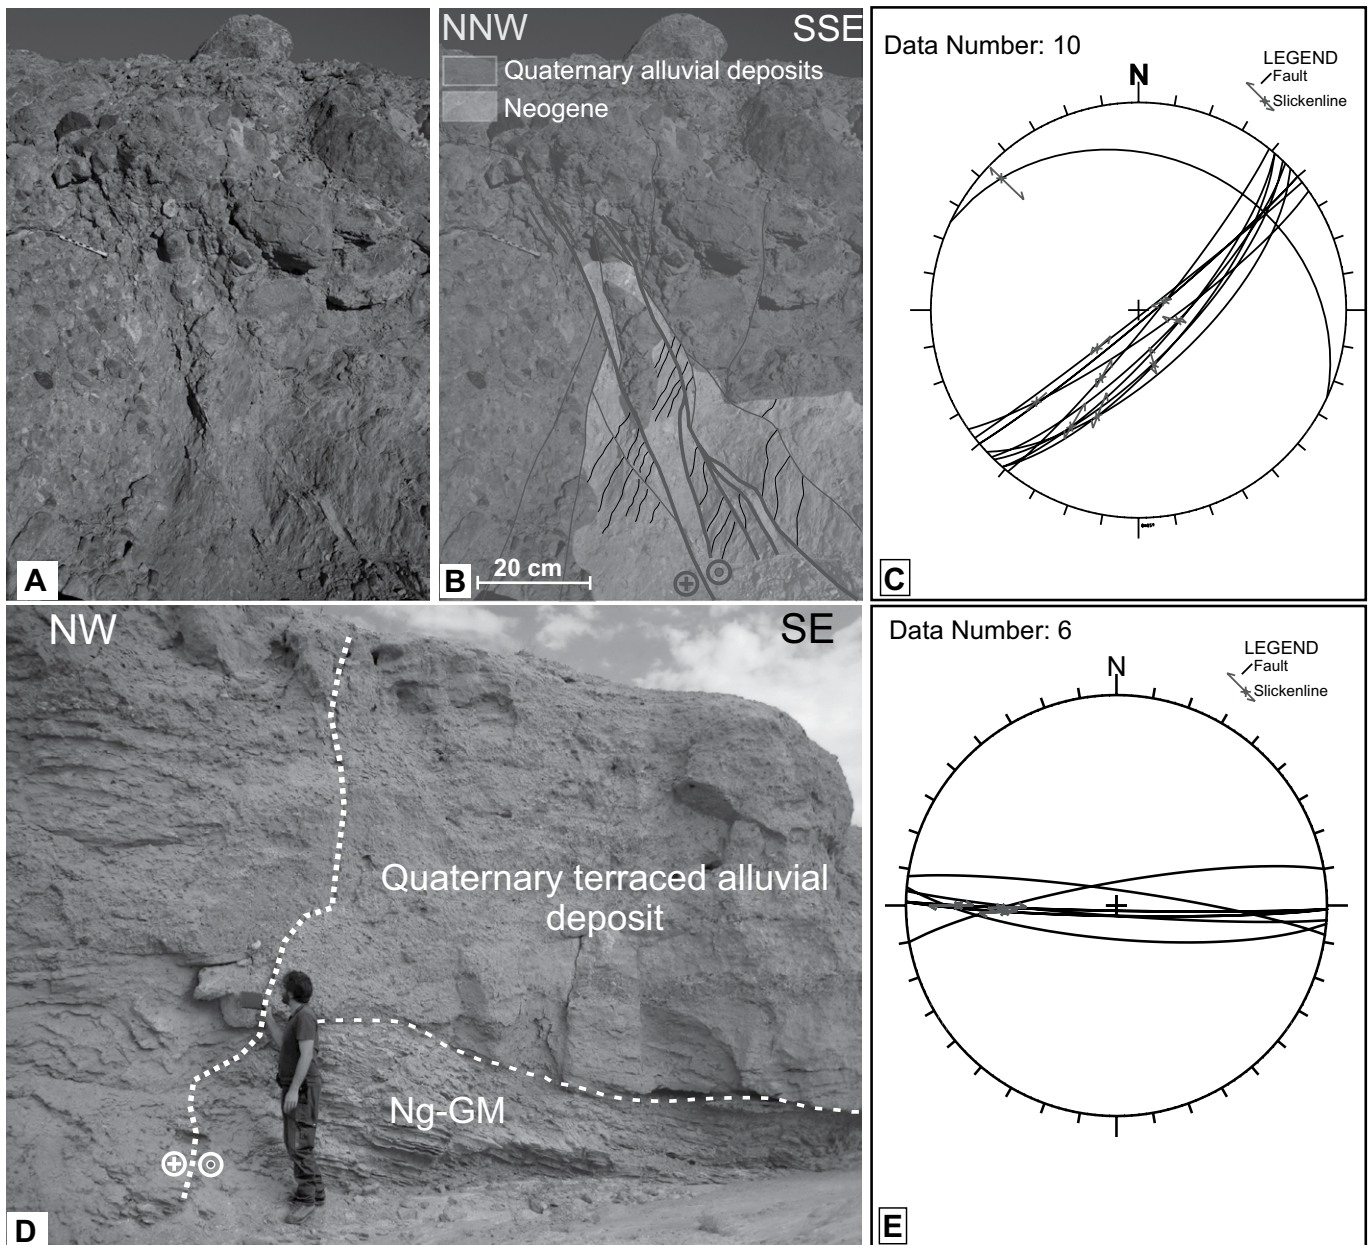 A
NNW
SSE
Quaternary alluvial deposits
Neogene
20 cm
B
Data Number: 10
LEGEND
Fault
Slickenline
N
C
NW
SE
Quaternary terraced alluvial
deposit
Ng-GM
D
Data Number: 6
LEGEND
Fault
Slickenline
N
E